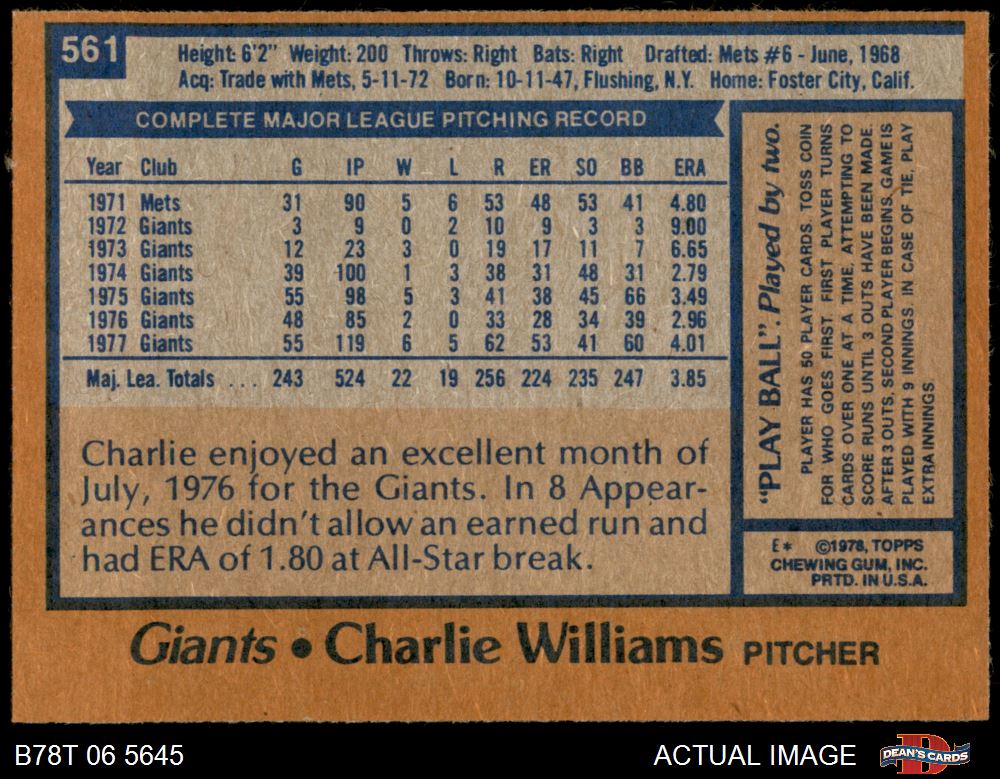 561
Height: 6'2" Weight: 200 Throws: Right Bats: Right Drafted: Mets #6 - June, 1968
Acq: Trade with Mets, 5-11-72 Born: 10-11-47, Flushing, N.Y. Home: Foster City, Calif.
COMPLETE MAJOR LEAGUE PITCHING RECORD
Year Club G IP W L R ER SO BB ERA
1971 Mets 31 90 5 6 53 48 53 41 4.80
1972 Giants 3 9 0 2 10 9 3 3 9.00
1973 Giants 12 23 3 0 19 17 11 7 6.65
1974 Giants 39 100 1 3 38 31 48 31 2.79
1975 Giants 55 98 5 3 41 38 45 66 3.49
1976 Giants 48 85 2 0 33 28 34 39 2.96
1977 Giants 55 119 6 5 62 53 41 60 4.01
Maj. Lea. Totals ... 243 524 22 19 256 224 235 247 3.85
Charlie enjoyed an excellent month of
July, 1976 for the Giants. In 8 Appear-
ances he didn't allow an earned run and
had ERA of 1.80 at All-Star break.
"PLAY BALL". Played by two.
PLAYER HAS 50 PLAYER CARDS. TOSS COIN
FOR WHO GOES FIRST. FIRST PLAYER TURNS
CARDS OVER ONE AT A TIME, ATTEMPTING TO
SCORE RUNS UNTIL 3 OUTS HAVE BEEN MADE.
AFTER 3 OUTS, SECOND PLAYER BEGINS. GAME IS
PLAYED WITH 9 INNINGS. IN CASE OF TIE, PLAY
EXTRA INNINGS.
E* ©1978, TOPPS
CHEWING GUM, INC.
PRTD. IN U.S.A.
Giants • Charlie Williams PITCHER
B78T 06 5645
ACTUAL IMAGE
DEAN'S CARDS